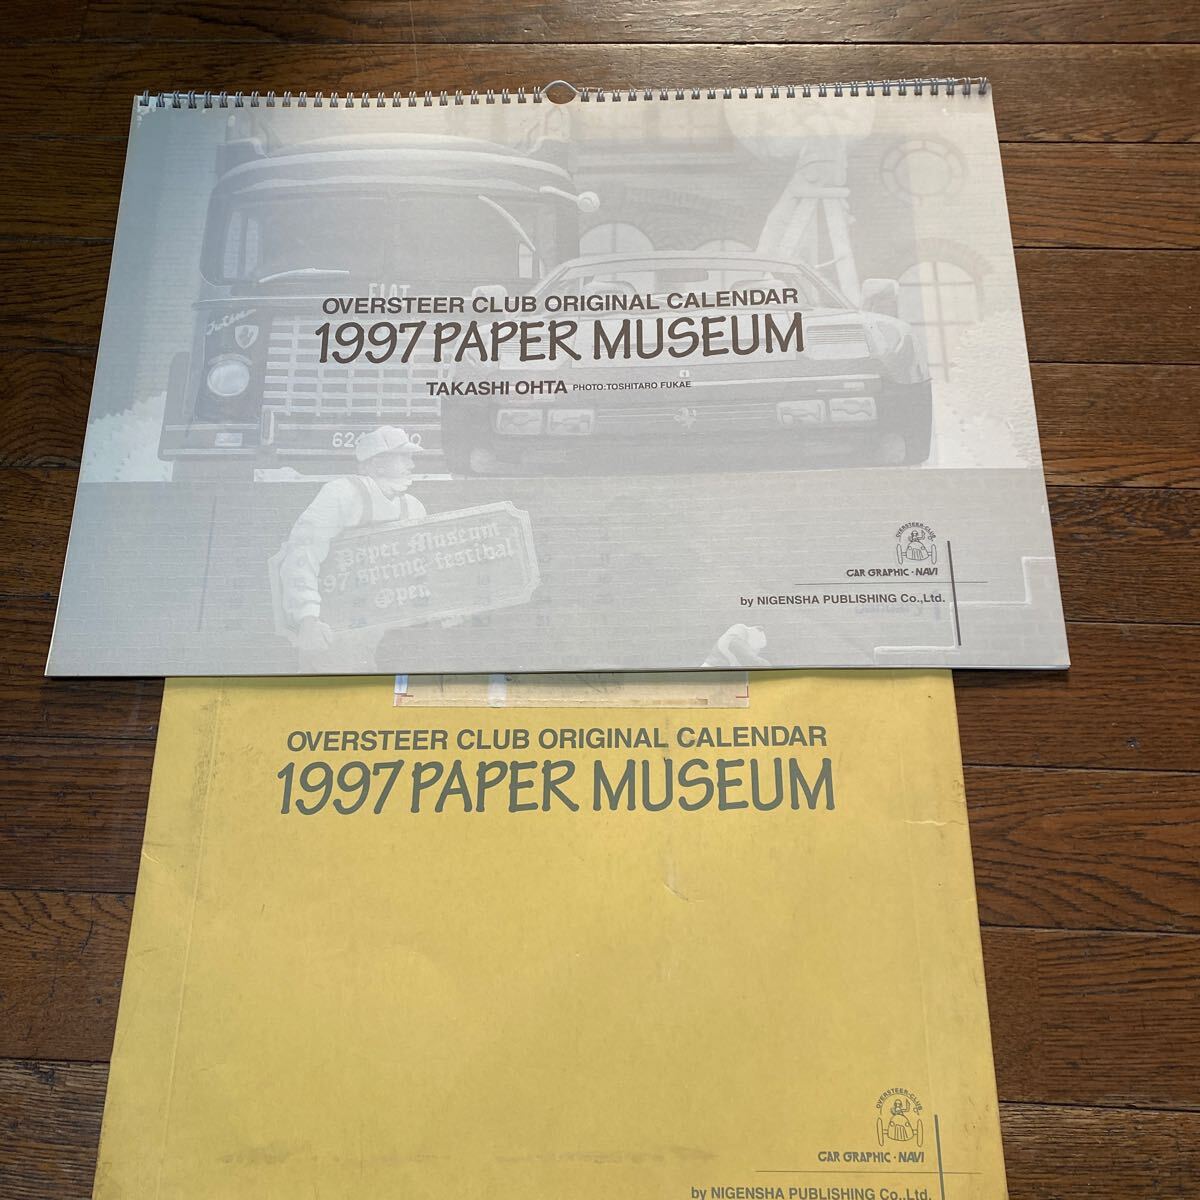 FIAT
OVERSTEER CLUB ORIGINAL CALENDAR
1997 PAPER MUSEUM
TAKASHI OHTA PHOTO:TOSHITARO FUKAE
Paper Museum
'97 spring festival
Open
OVERSTEER-CLUB
CAR GRAPHIC・NAVI
by NIGENSHA PUBLISHING Co.,Ltd.
OVERSTEER CLUB ORIGINAL CALENDAR
1997 PAPER MUSEUM
OVERSTEER-CLUB
CAR GRAPHIC・NAVI
by NIGENSHA PUBLISHING Co.,Ltd.